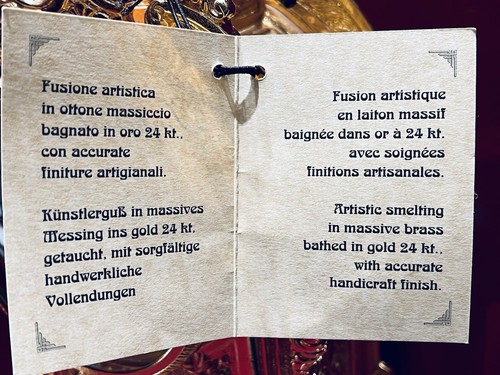 Fusione artistica
in ottone massiccio
bagnato in oro 24 kt..
con accurate
finiture artigianali.
Künstlerguß in massives
Messing ins gold 24 kt.
getaucht, mit sorgfältige
handwerkliche
Vollendungen
Fusion artistique
en laiton massif
baignée dans or à 24 kt.
avec soignées
finitions artisanales.
Artistic smelting
in massive brass
bathed in gold 24 kt..
with accurate
handicraft finish.